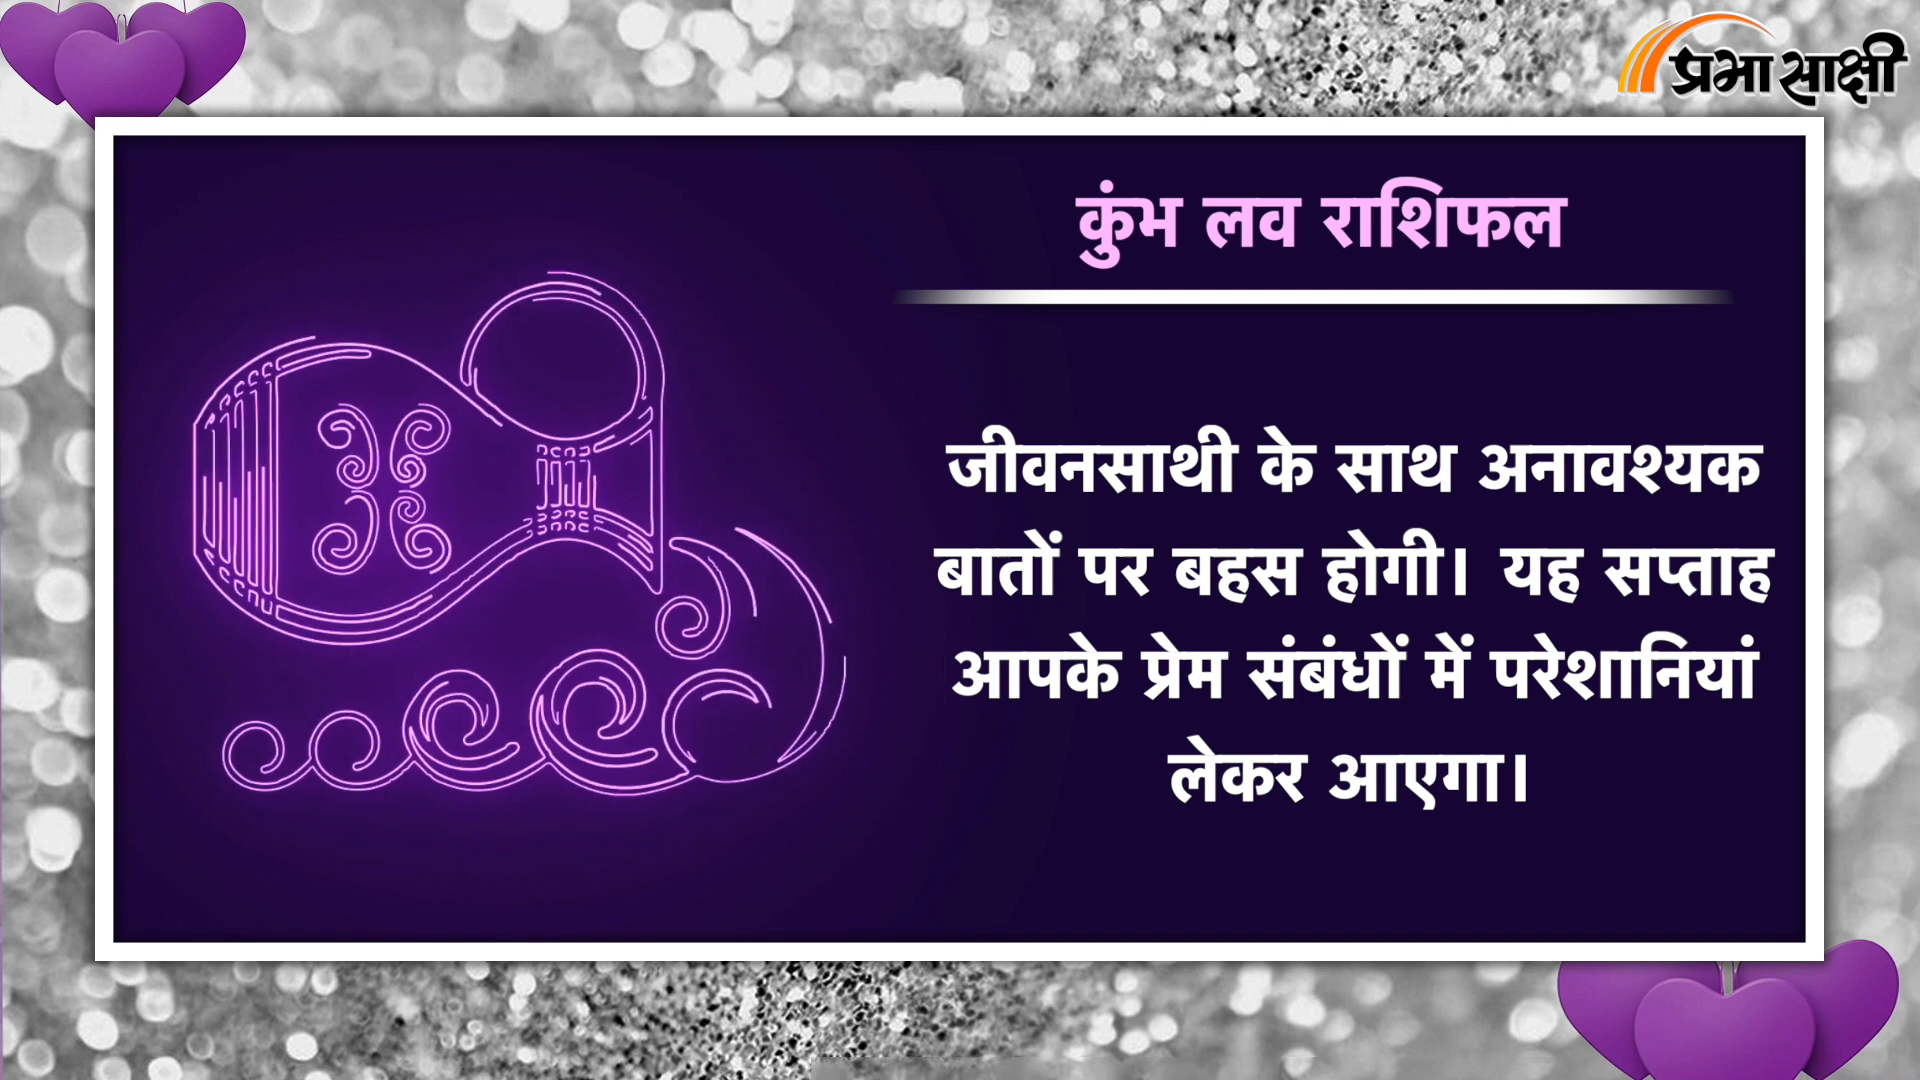 प्रभासाक्षी
कुंभ लव राशिफल
जीवनसाथी के साथ अनावश्यक
बातों पर बहस होगी। यह सप्ताह
आपके प्रेम संबंधों में परेशानियां
लेकर आएगा।